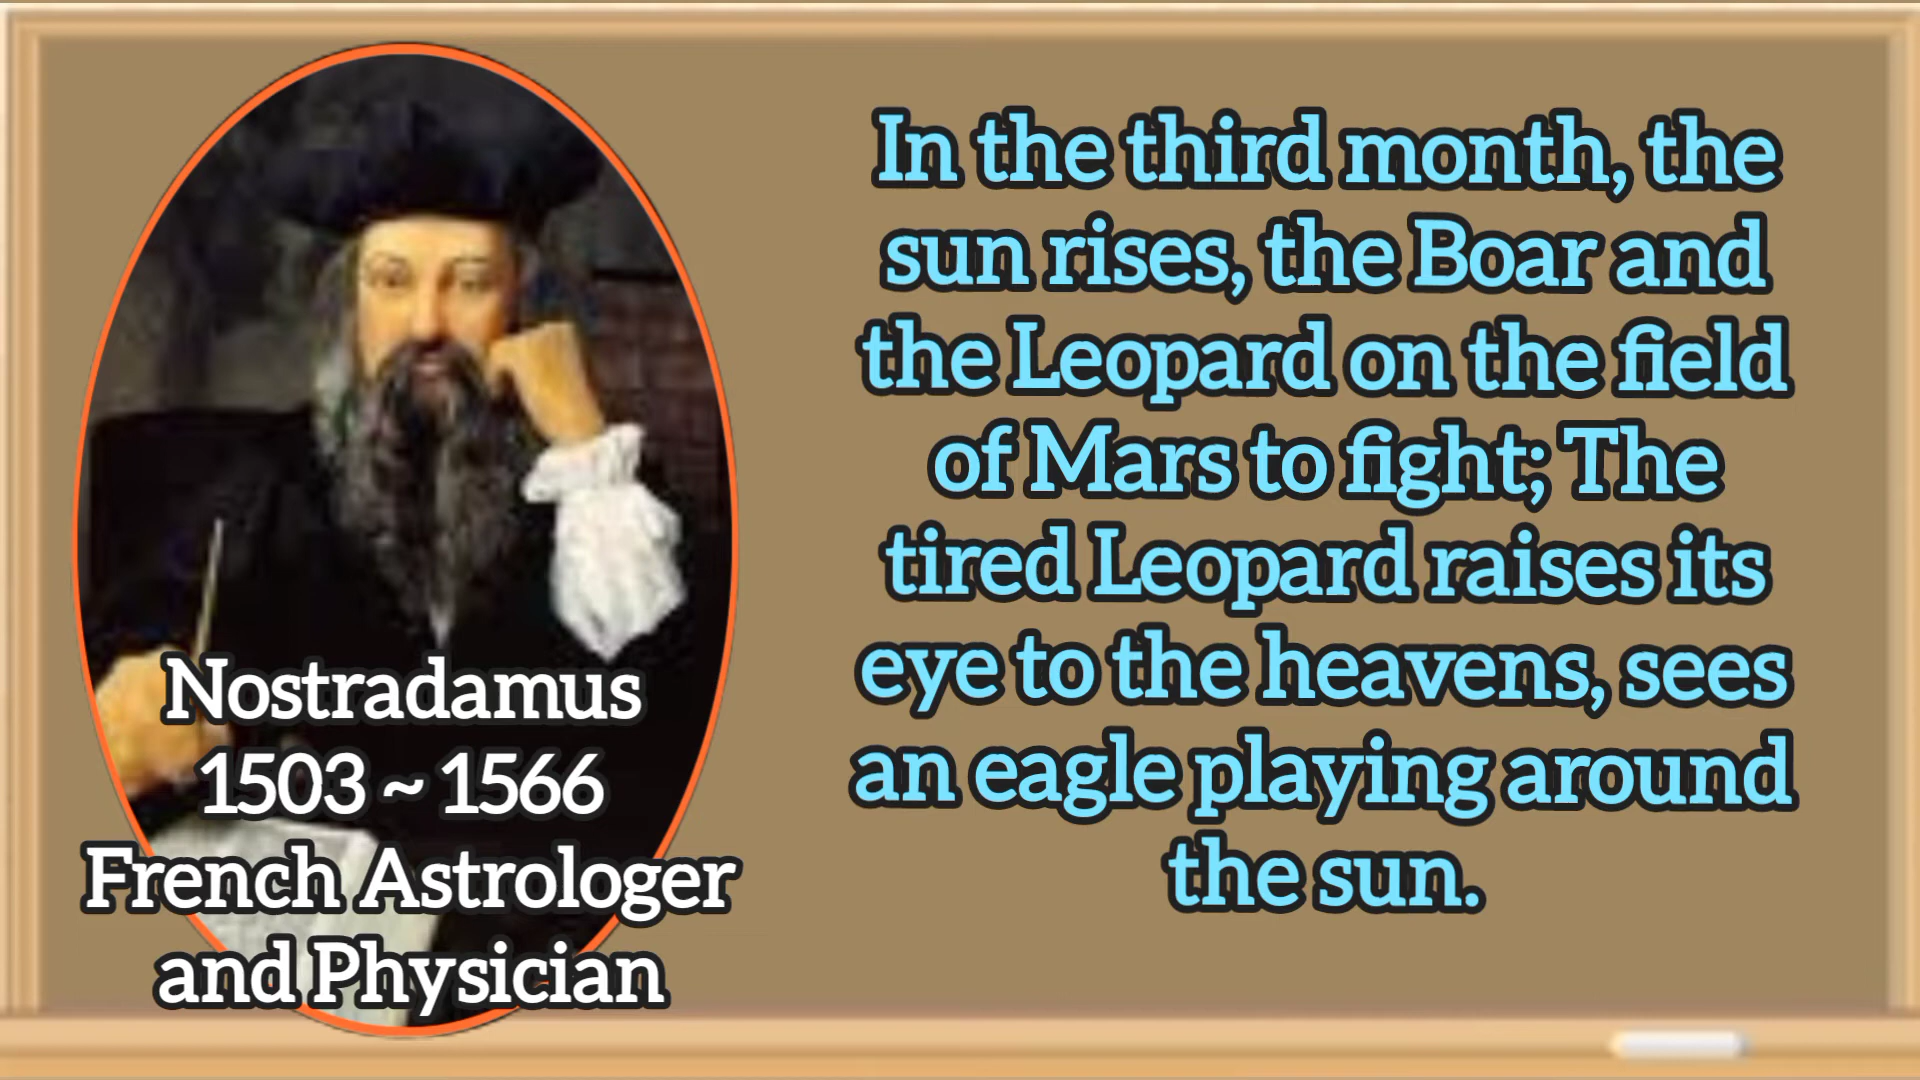 Nostradamus
1503 ~ 1566
French Astrologer
and Physician
In the third month, the
sun rises, the Boar and
the Leopard on the field
of Mars to fight; The
tired Leopard raises its
eye to the heavens, sees
an eagle playing around
the sun.